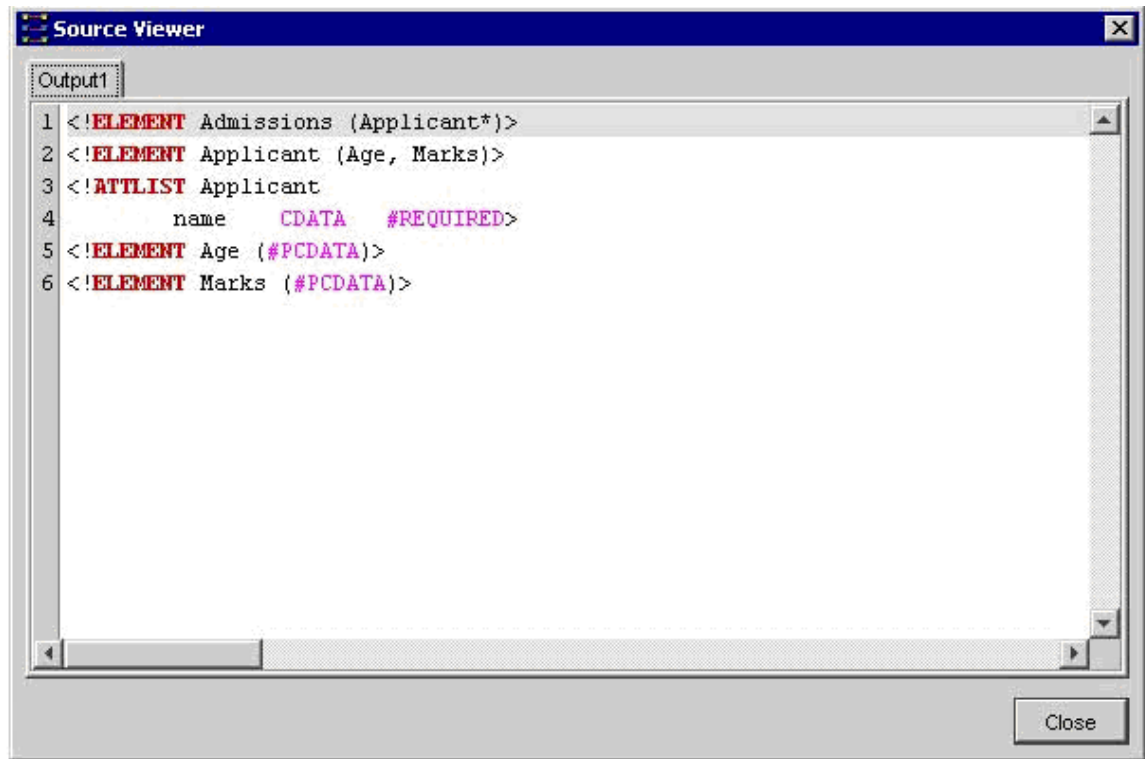 Source Viewer
Output1
1 <!ELEMENT Admissions (Applicant*)>
2 <!ELEMENT Applicant (Age, Marks)>
3 <!ATTLIST Applicant
4 name CDATA #REQUIRED>
5 <!ELEMENT Age (#PCDATA)>
6 <!ELEMENT Marks (#PCDATA)>
Close